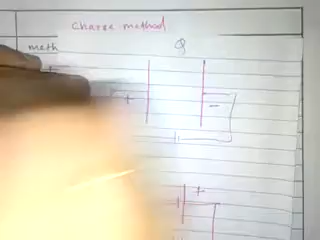 Charge method
meth
Q
+
+
-
+